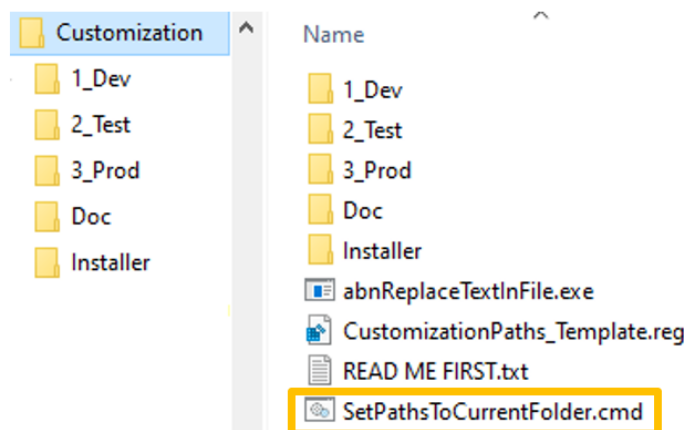 Customization
1_Dev
2_Test
3_Prod
Doc
Installer
Name
1_Dev
2_Test
3_Prod
Doc
Installer
abnReplaceTextInFile.exe
CustomizationPaths_Template.reg
READ ME FIRST.txt
SetPathsToCurrentFolder.cmd